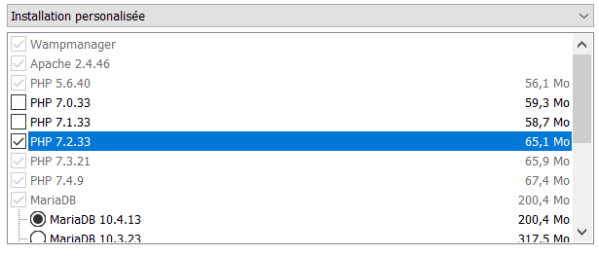 Installation personalisée
Wampmanager
Apache 2.4.46
PHP 5.6.40 56,1 Mo
PHP 7.0.33 59,3 Mo
PHP 7.1.33 58,7 Mo
PHP 7.2.33 65,1 Mo
PHP 7.3.21 65,9 Mo
PHP 7.4.9 67,4 Mo
MariaDB 200,4 Mo
MariaDB 10.4.13 200,4 Mo
MariaDB 10.3.23 317,5 Mo